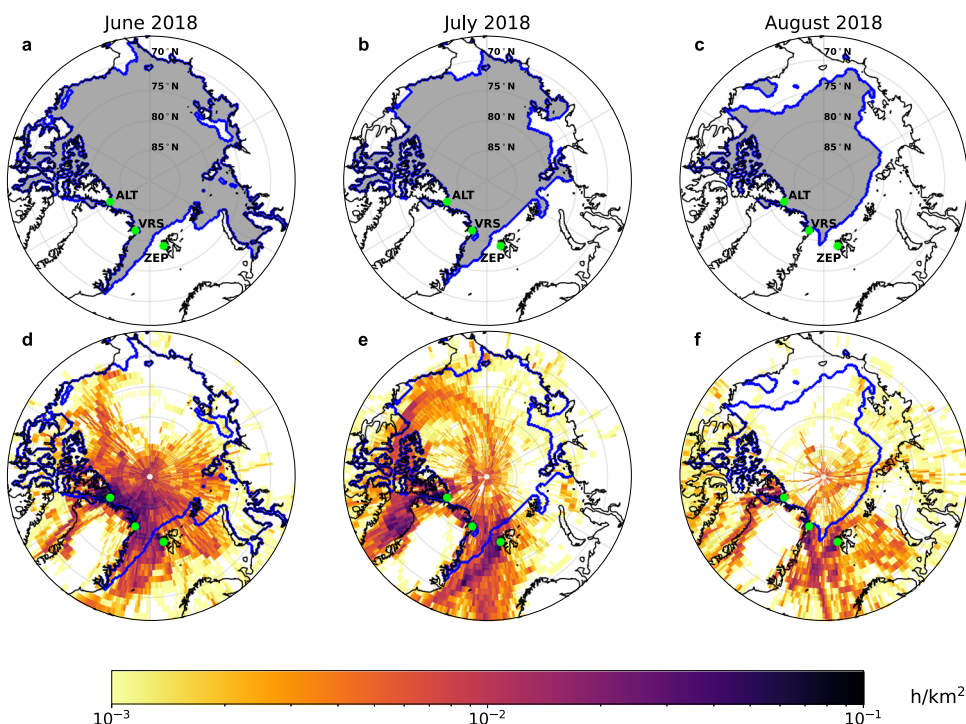 June 2018
July 2018
August 2018
a
b
c
70°N
75°N
80°N
85°N
ALT
VRS
ZEP
70°N
75°N
80°N
85°N
ALT
VRS
ZEP
70°N
75°N
80°N
85°N
ALT
VRS
ZEP
d
e
f
10⁻³
10⁻²
10⁻¹
h/km²